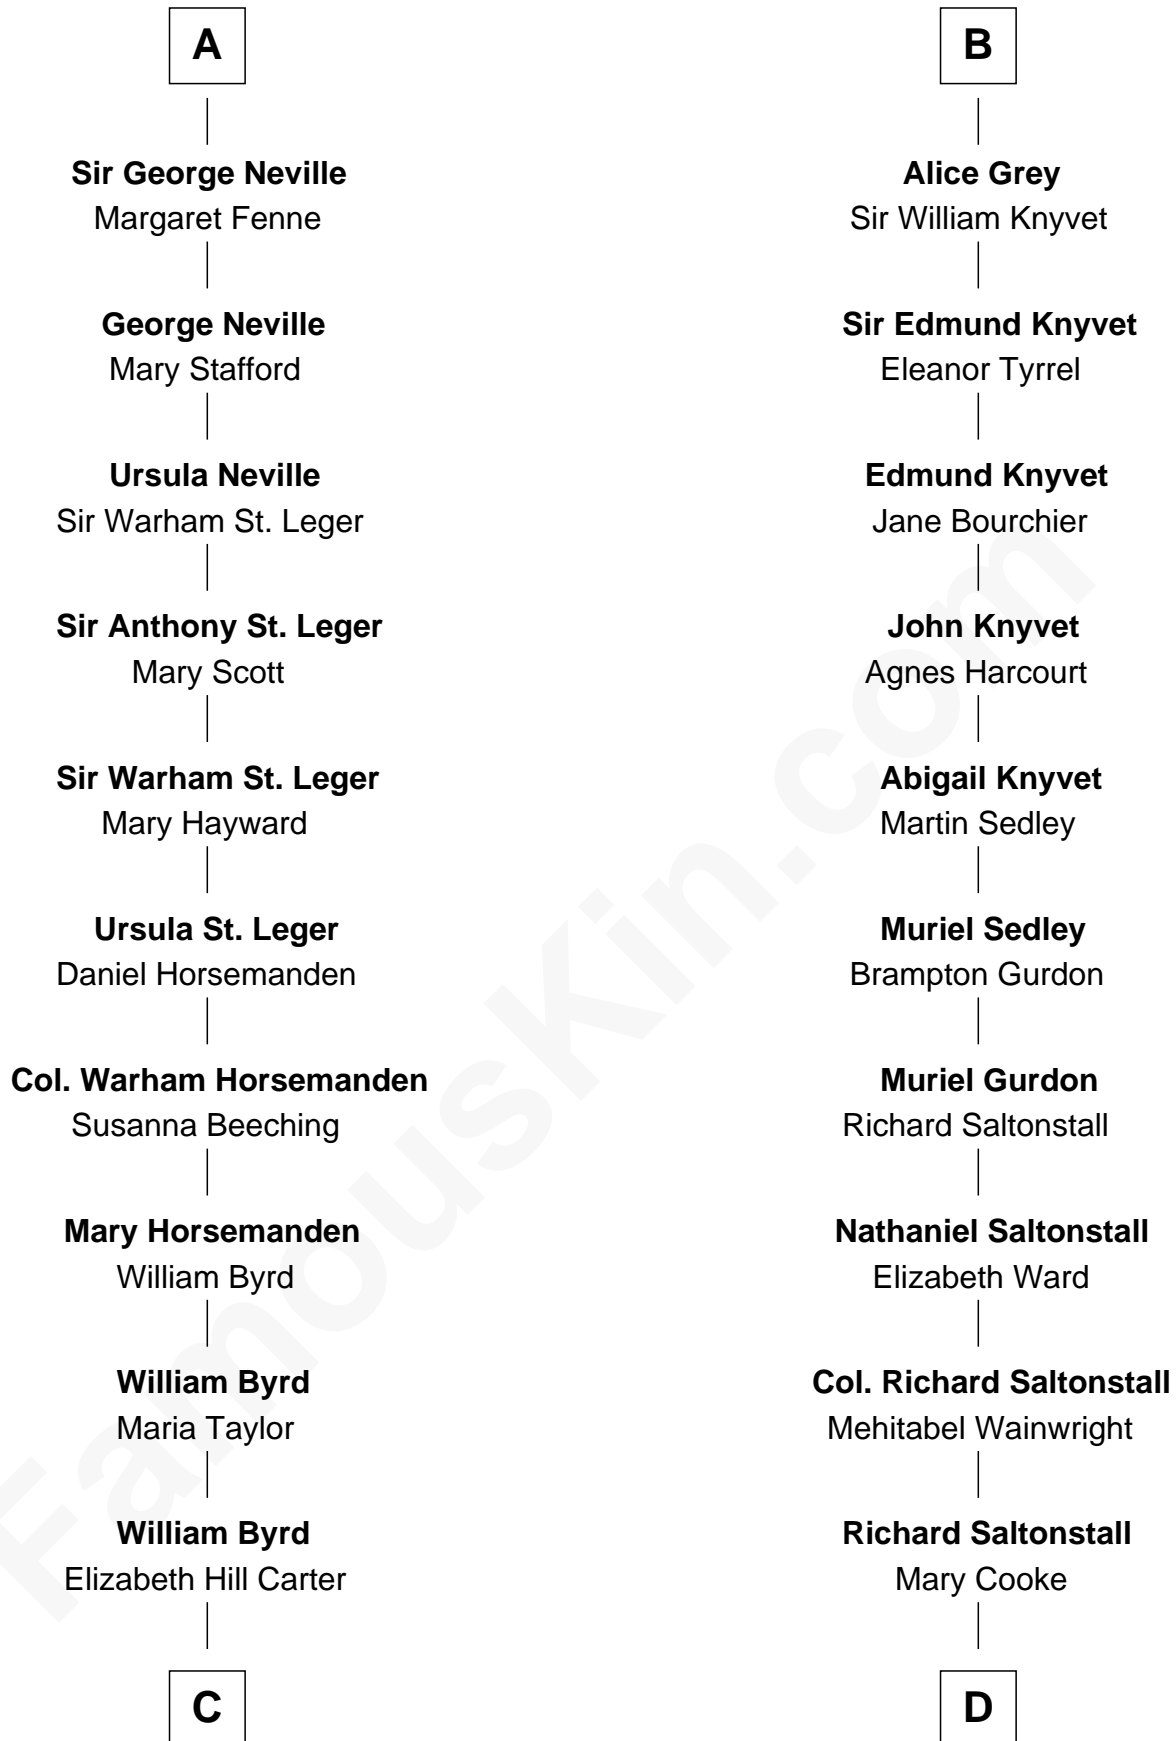 A
Sir George Neville
Margaret Fenne
George Neville
Mary Stafford
Ursula Neville
Sir Warham St. Leger
Sir Anthony St. Leger
Mary Scott
Sir Warham St. Leger
Mary Hayward
Ursula St. Leger
Daniel Horsemanden
Col. Warham Horsemanden
Susanna Beeching
Mary Horsemanden
William Byrd
William Byrd
Maria Taylor
William Byrd
Elizabeth Hill Carter
C
B
Alice Grey
Sir William Knyvet
Sir Edmund Knyvet
Eleanor Tyrrel
Edmund Knyvet
Jane Bourchier
John Knyvet
Agnes Harcourt
Abigail Knyvet
Martin Sedley
Muriel Sedley
Brampton Gurdon
Muriel Gurdon
Richard Saltonstall
Nathaniel Saltonstall
Elizabeth Ward
Col. Richard Saltonstall
Mehitabel Wainwright
Richard Saltonstall
Mary Cooke
D
FamousKin.com